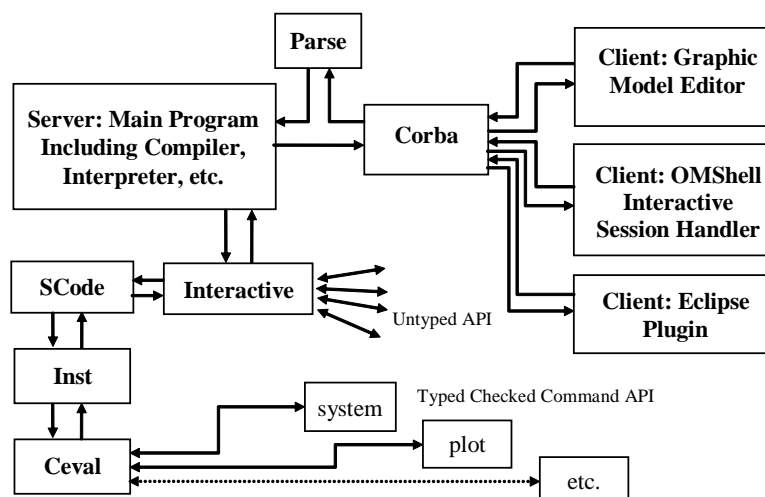 Parse
Client: Graphic
Model Editor
Server: Main Program
Including Compiler,
Interpreter, etc.
Corba
Client: OMShell
Interactive
Session Handler
SCode
Interactive
Untyped API
Client: Eclipse
Plugin
Inst
system
Typed Checked Command API
plot
Ceval
etc.